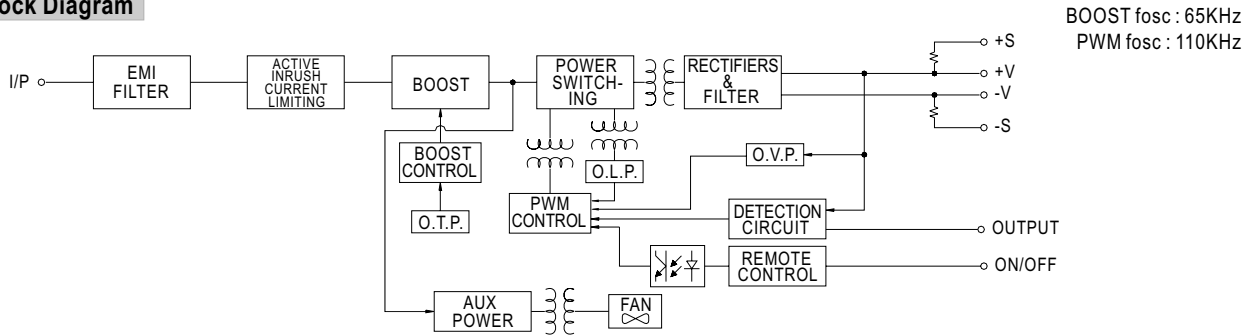 ock Diagram
BOOST fosc : 65KHz
PWM fosc : 110KHz
I/P
EMI
FILTER
ACTIVE
INRUSH
CURRENT
LIMITING
BOOST
POWER
SWITCH-
ING
RECTIFIERS
&
FILTER
+S
+V
-V
-S
BOOST
CONTROL
O.T.P.
O.L.P.
O.V.P.
PWM
CONTROL
DETECTION
CIRCUIT
OUTPUT
REMOTE
CONTROL
ON/OFF
AUX
POWER
FAN